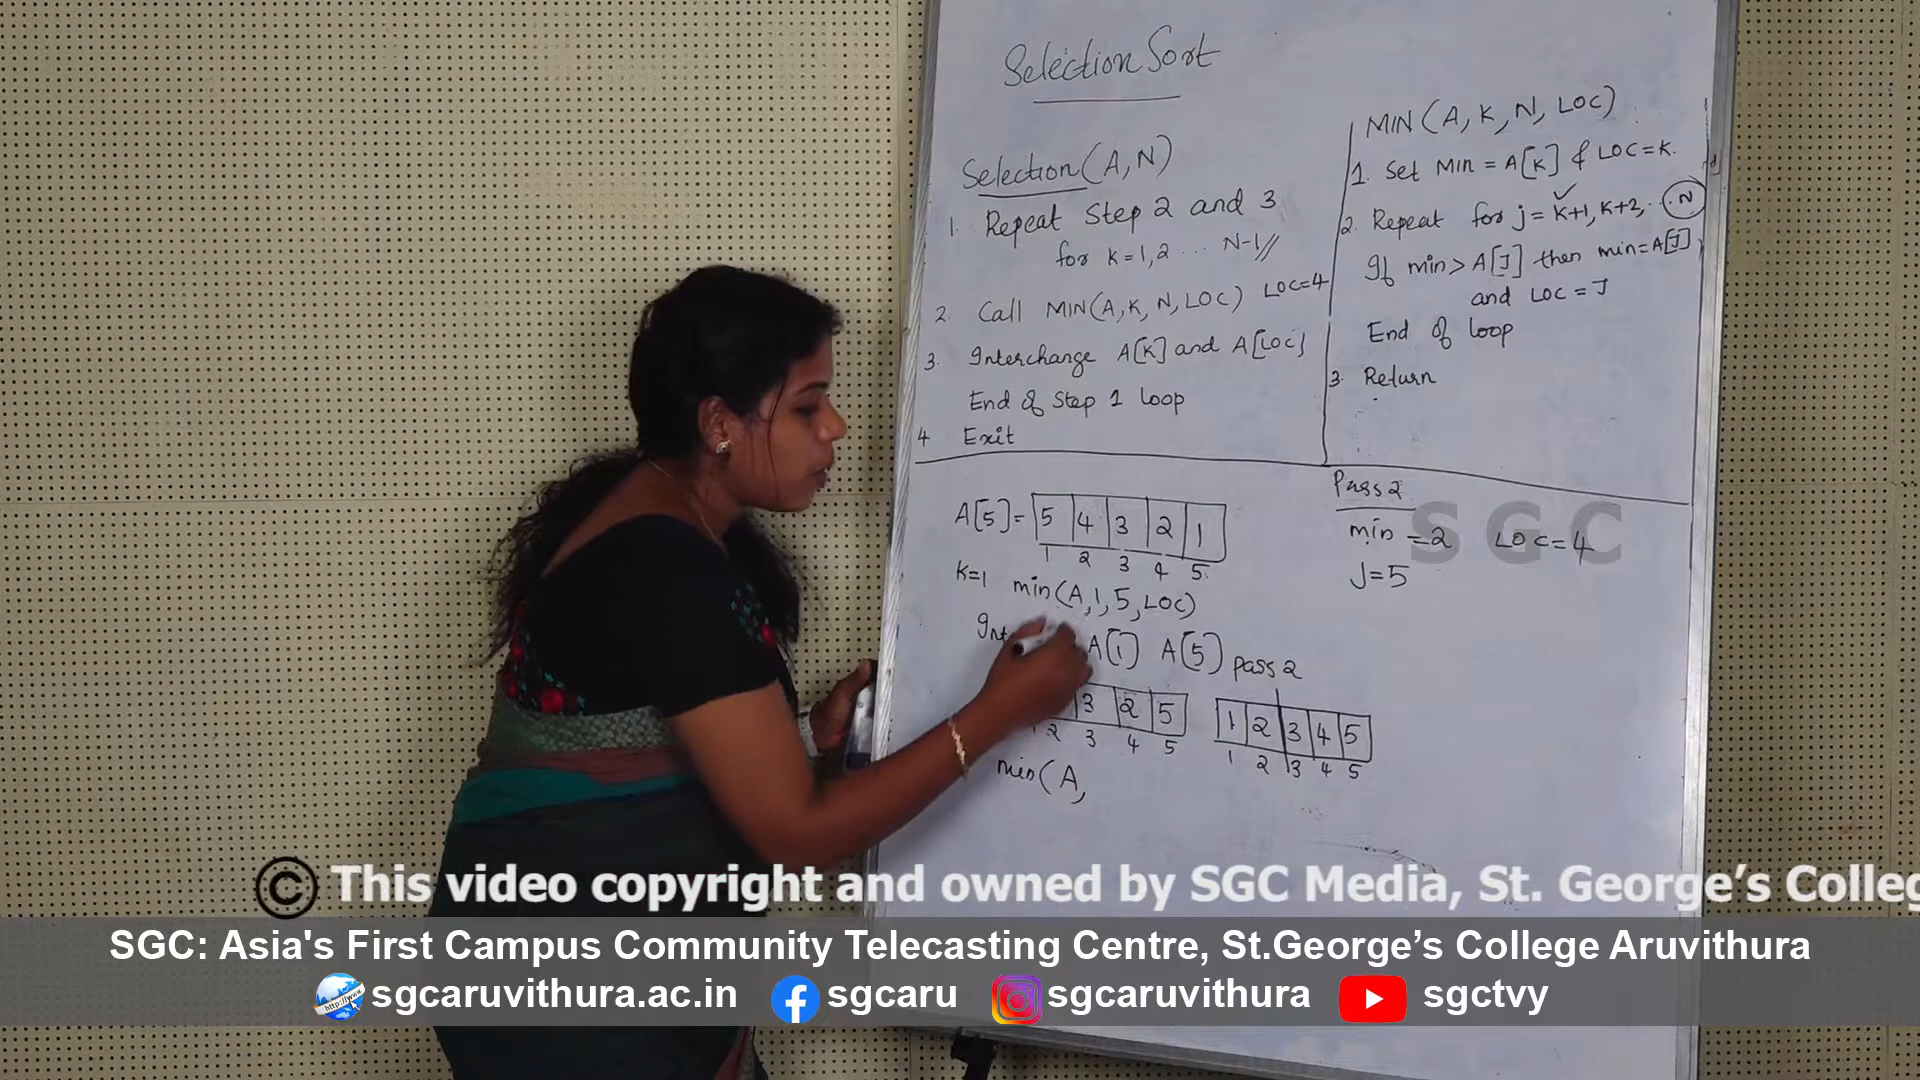 Selection Sort
Selection (A, N)
1. Repeat Step 2 and 3
for K=1,2 ... N-1//
2. Call MIN(A, K, N, LOC) LOC=4
3. Interchange A[K] and A[LOC]
End of Step 1 loop
4 Exit
MIN (A, K, N, LOC)
1. Set MIN = A[K] & LOC=K.
2. Repeat for j= K+1, K+2, .. N
If min > A[J] then min=A[J]
and LOC = J
End of loop
3. Return
A[5]= 5 4 3 2 1
1 2 3 4 5
K=1 min(A,1,5,LOC)
A[1] A[5] pass 2
3 2 5
2 3 4 5
1 2 3 4 5
1 2 3 4 5
min(A,
Pass 2
min =2 LOC=4
J=5
SGC
© This video copyright and owned by SGC Media, St. George’s Colleg
SGC: Asia's First Campus Community Telecasting Centre, St.George’s College Aruvithura
sgcaruvithura.ac.in sgcaru sgcaruvithura sgctvy